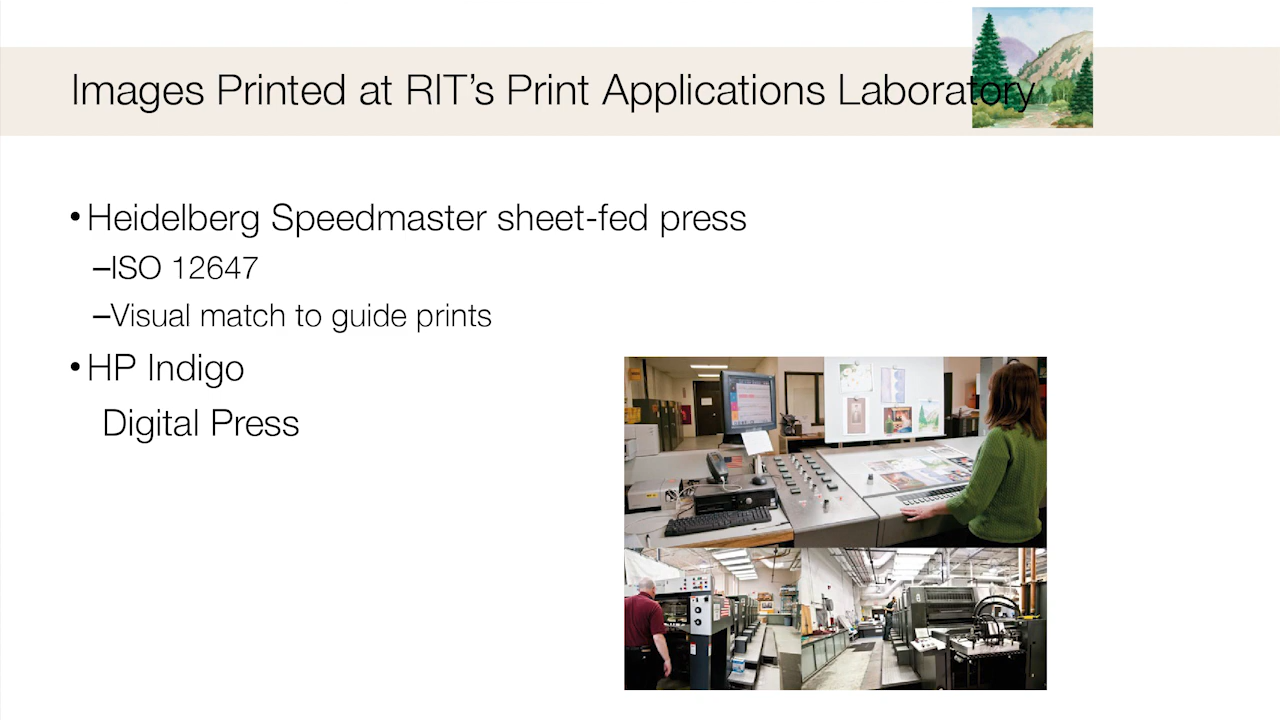 Images Printed at RIT's Print Applications Laboratory
• Heidelberg Speedmaster sheet-fed press
–ISO 12647
–Visual match to guide prints
• HP Indigo
Digital Press